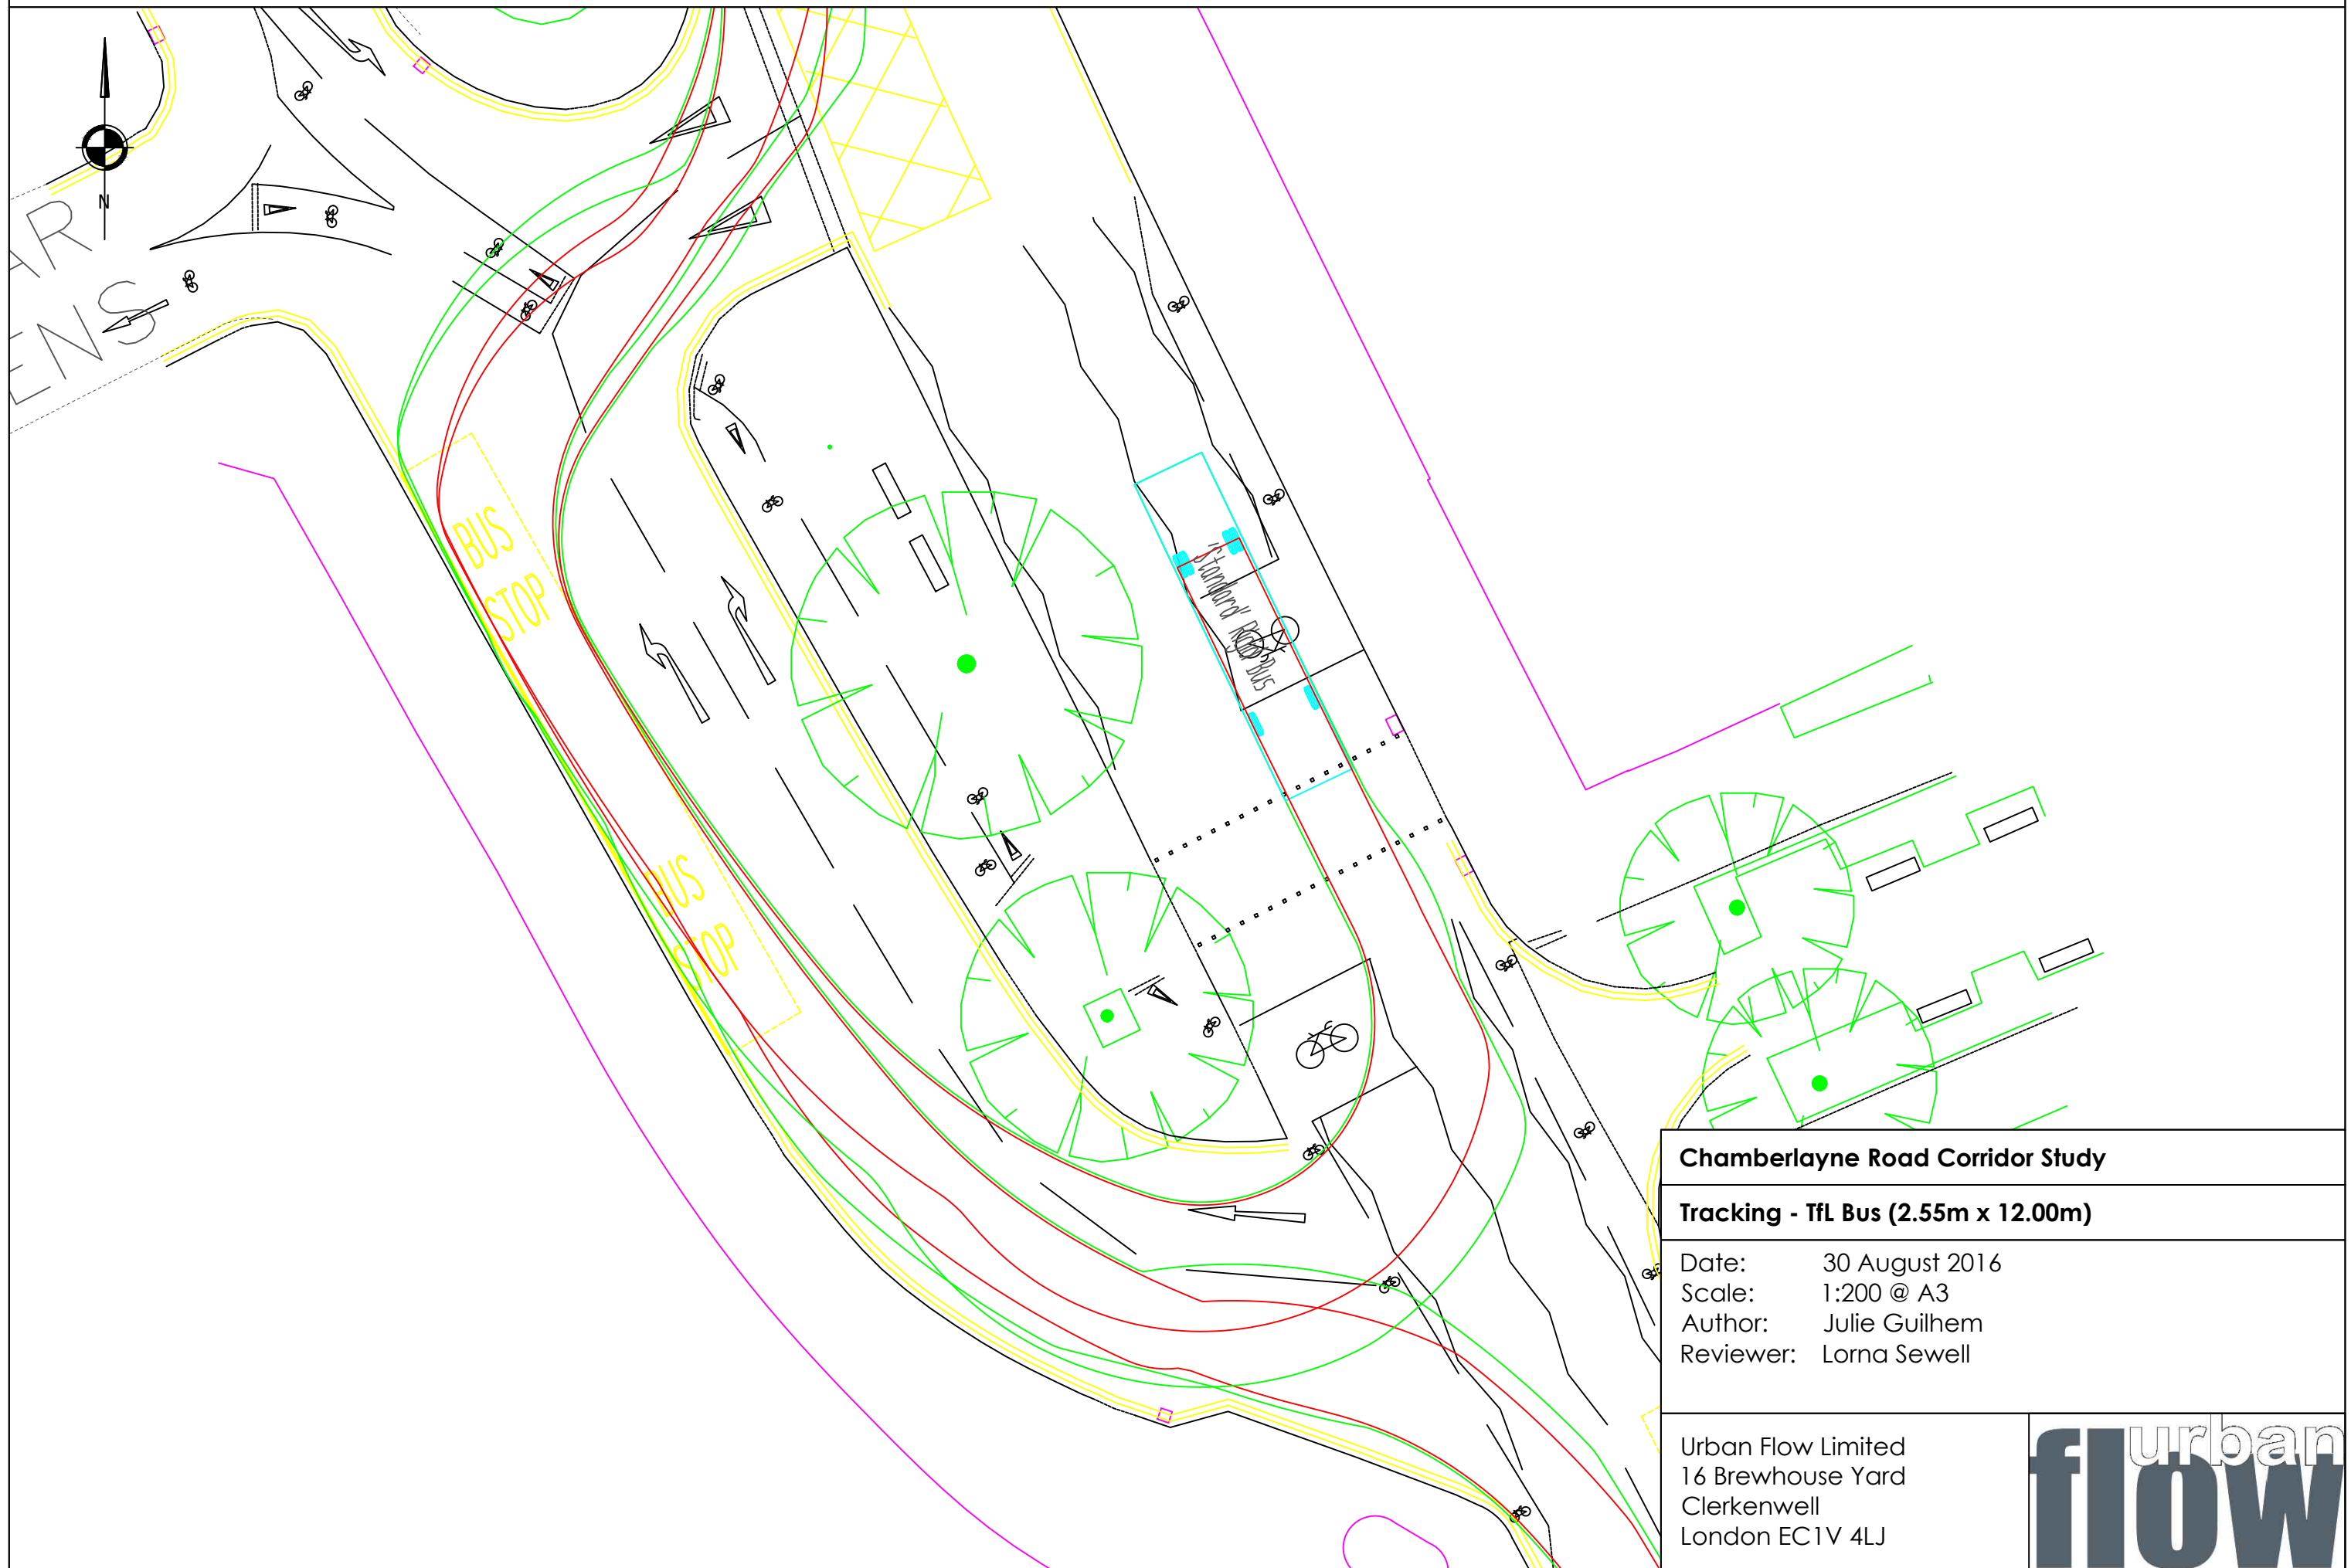 N
AR
ENS
BUS
STOP
BUS
STOP
"Standard" Rigid Bus
Chamberlayne Road Corridor Study
Tracking - TfL Bus (2.55m x 12.00m)
Date: 30 August 2016
Scale: 1:200 @ A3
Author: Julie Guilhem
Reviewer: Lorna Sewell
Urban Flow Limited
16 Brewhouse Yard
Clerkenwell
London EC1V 4LJ
urban
flow